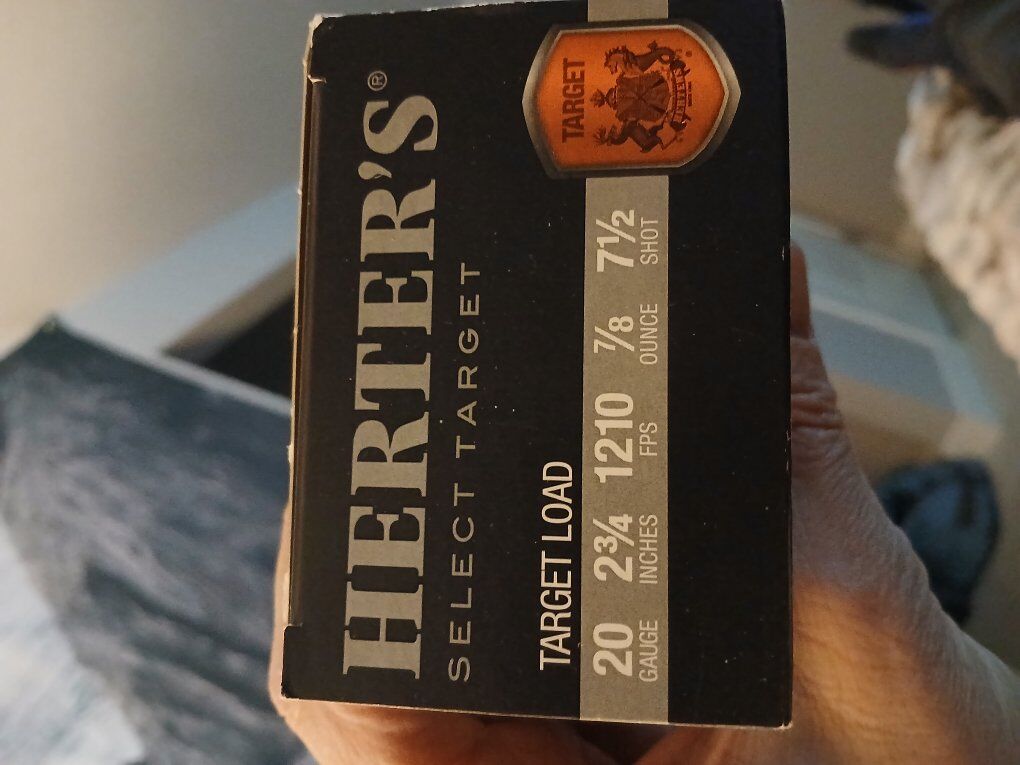 HERTER'S®
SELECT TARGET
TARGET
HERTER'S
TARGET LOAD
20 2¾ 1210 ⅞ 7½
GAUGE INCHES FPS OUNCE SHOT